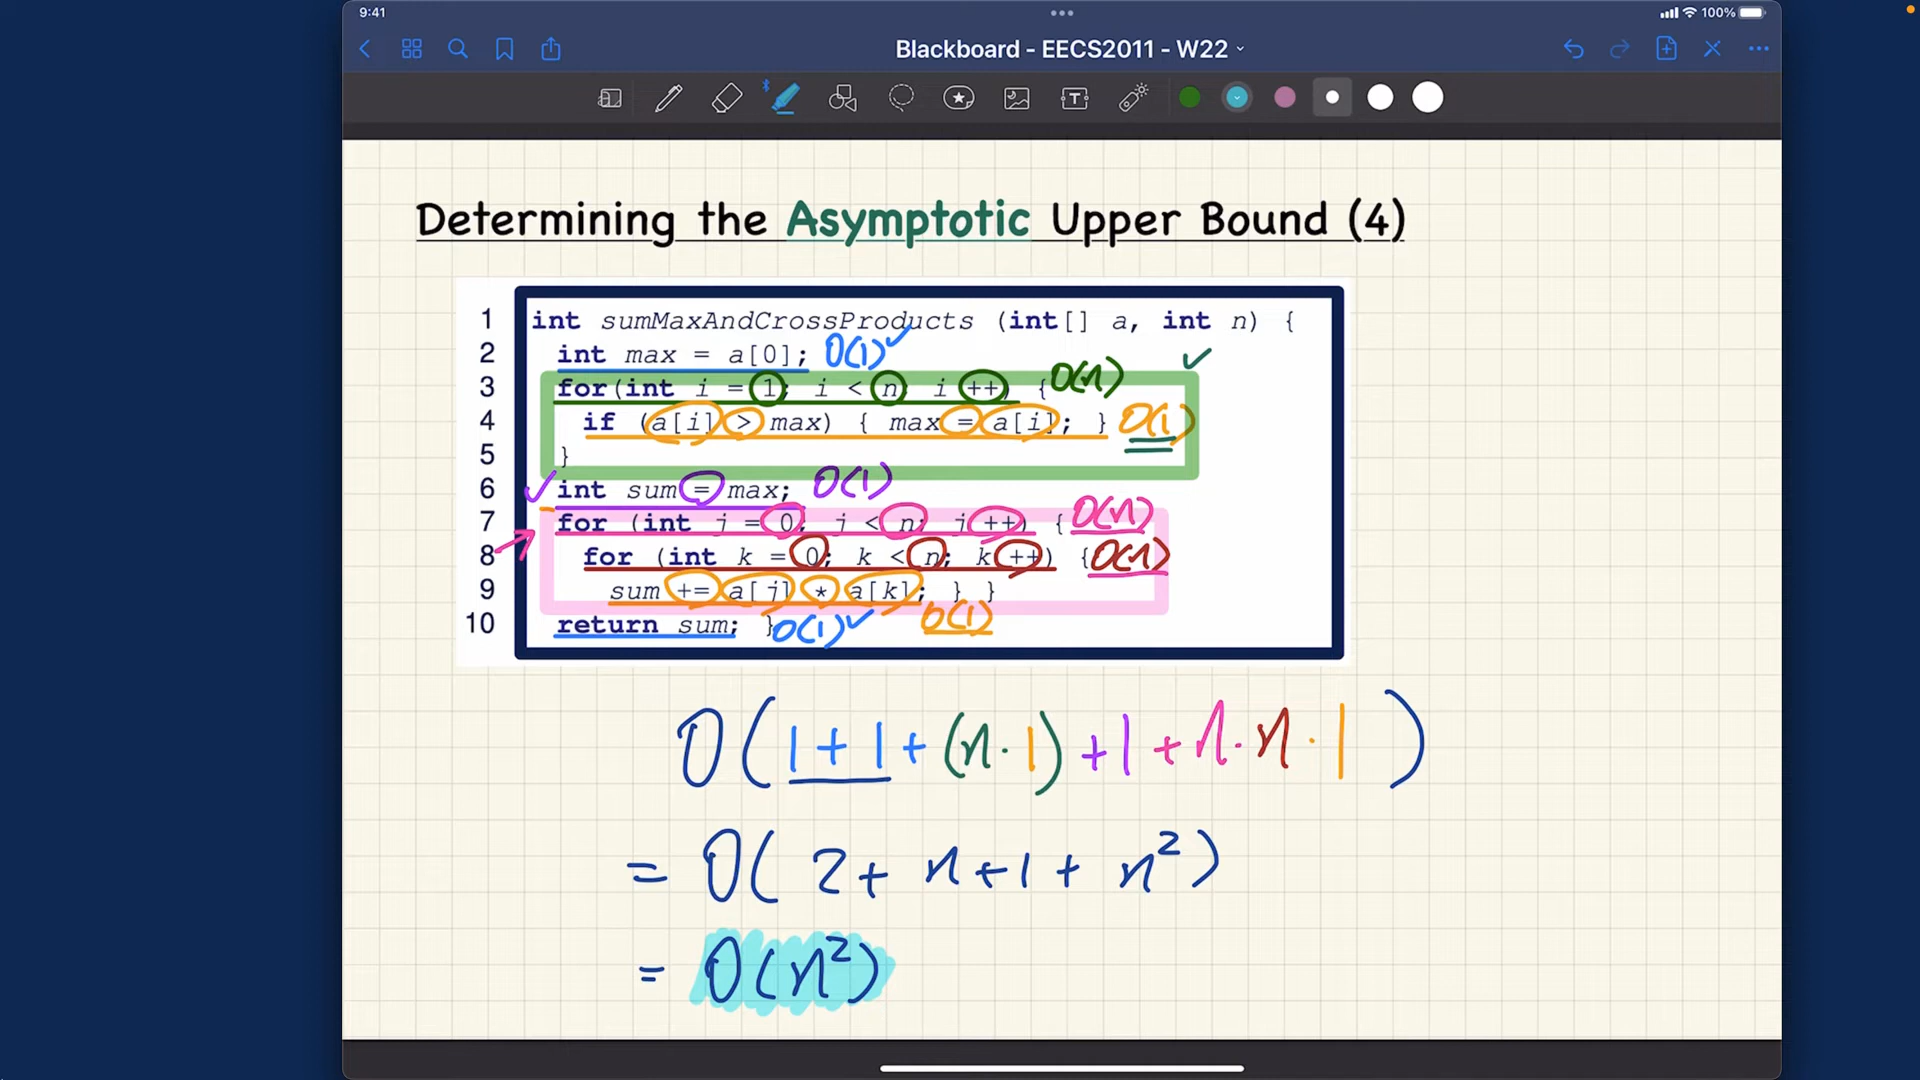 9:41
100%
Blackboard - EECS2011 - W22
Determining the Asymptotic Upper Bound (4)
1 int sumMaxAndCrossProducts (int[] a, int n) {
2 int max = a[0]; O(1)
3 for(int i = 1; i < n; i ++) { O(n)
4 if (a[i] > max) { max = a[i]; } O(1)
5 }
6 int sum = max; O(1)
7 for (int j = 0; j < n; j ++) { O(n)
8 for (int k = 0; k < n; k ++) { O(n)
9 sum += a[j] * a[k]; } } O(1)
10 return sum; } O(1)
O(1 + 1 + (n · 1) + 1 + n · n · 1)
= O( 2 + n + 1 + n²)
= O(n²)